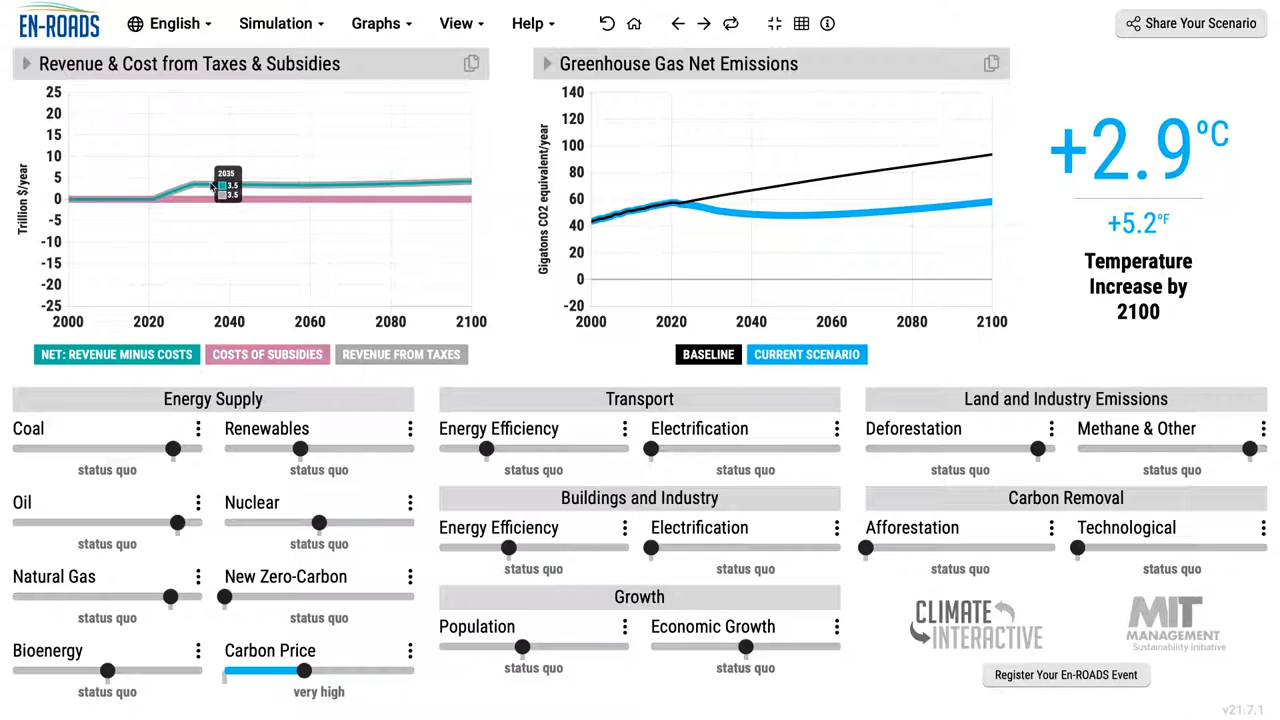 EN-ROADS
English
Simulation
Graphs
View
Help
Share Your Scenario
Revenue & Cost from Taxes & Subsidies
Trillion $/year
25
20
15
10
5
0
-5
-10
-15
-20
-25
2035
3.5
3.5
2000 2020 2040 2060 2080 2100
NET: REVENUE MINUS COSTS
COSTS OF SUBSIDIES
REVENUE FROM TAXES
Greenhouse Gas Net Emissions
Gigatons CO2 equivalent/year
140
120
100
80
60
40
20
0
-20
2000 2020 2040 2060 2080 2100
BASELINE
CURRENT SCENARIO
+2.9°C
+5.2°F
Temperature
Increase by
2100
Energy Supply
Coal
status quo
Renewables
status quo
Oil
status quo
Nuclear
status quo
Natural Gas
status quo
New Zero-Carbon
status quo
Bioenergy
status quo
Carbon Price
very high
Transport
Energy Efficiency
status quo
Electrification
status quo
Buildings and Industry
Energy Efficiency
status quo
Electrification
status quo
Growth
Population
status quo
Economic Growth
status quo
Land and Industry Emissions
Deforestation
status quo
Methane & Other
status quo
Carbon Removal
Afforestation
status quo
Technological
status quo
CLIMATE
INTERACTIVE
MIT
MANAGEMENT
Sustainability Initiative
Register Your En-ROADS Event
v21.7.1